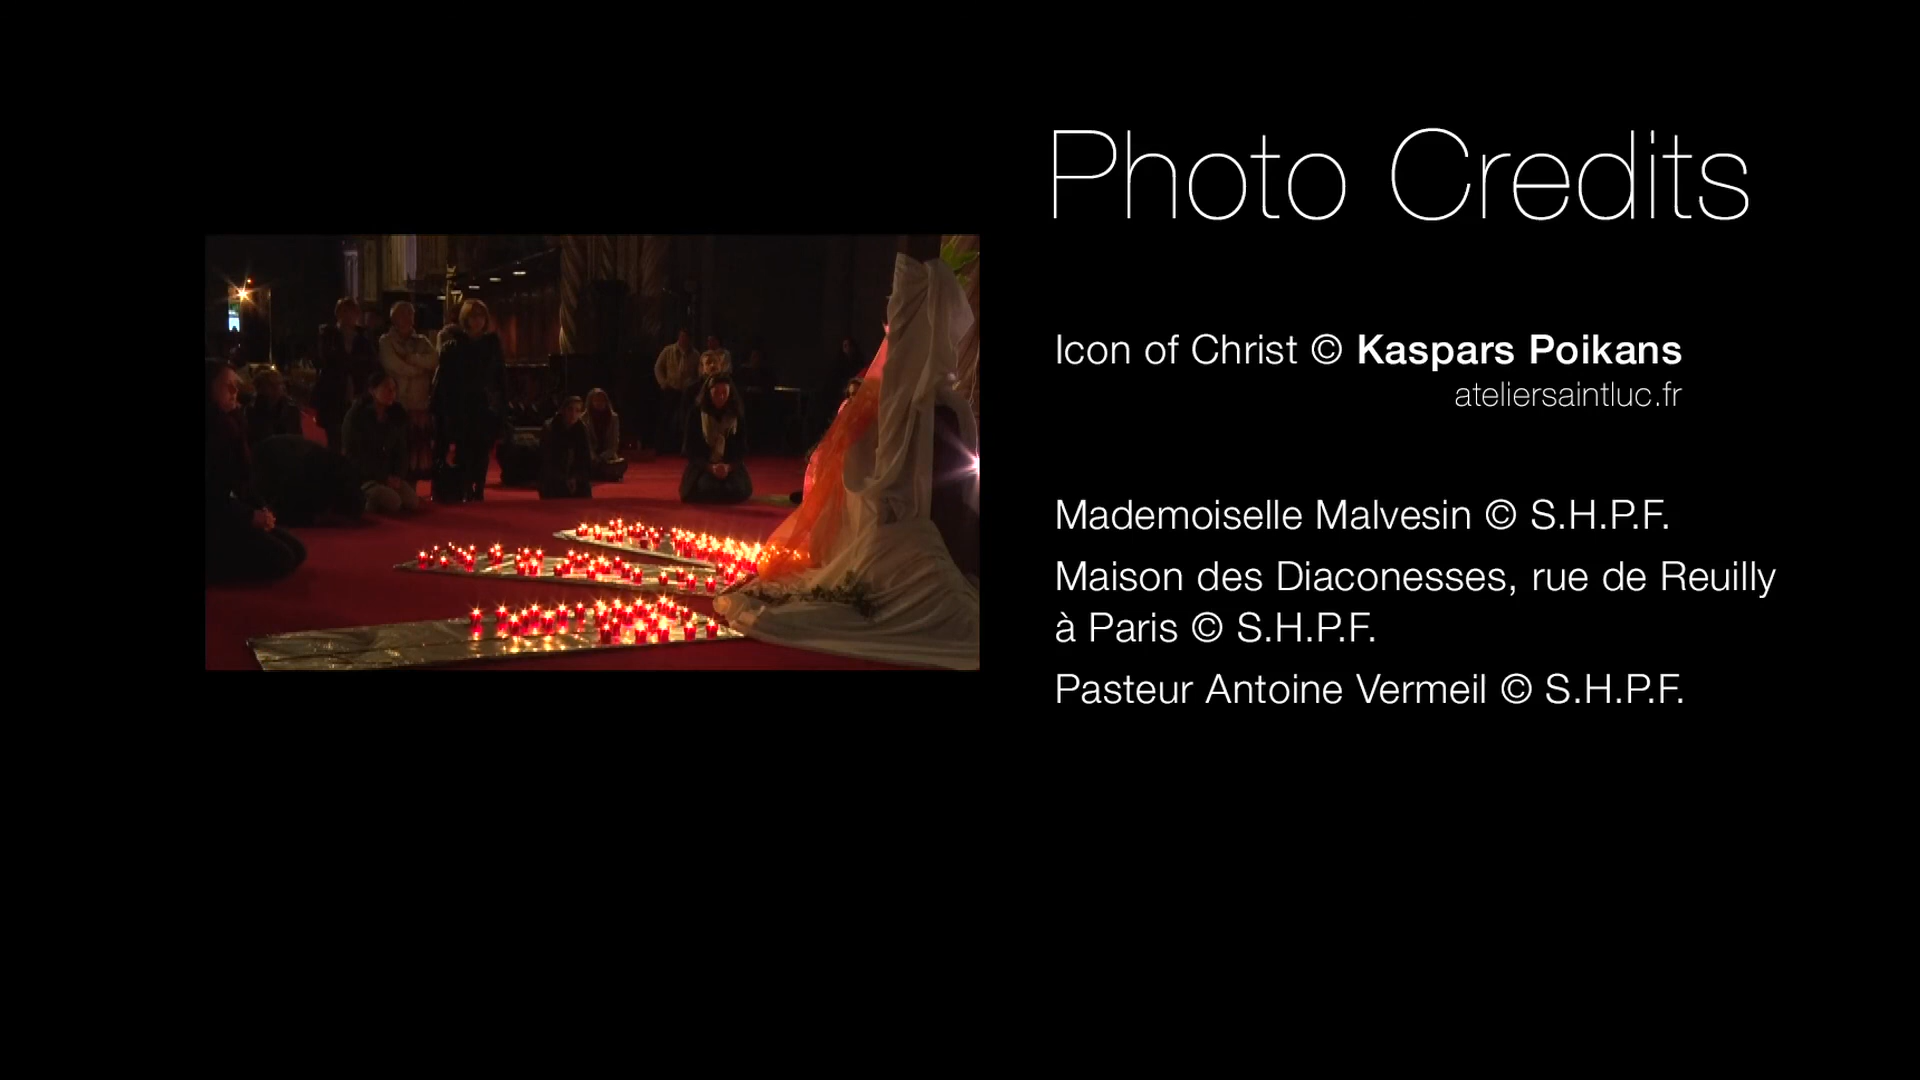 Photo Credits
Icon of Christ © Kaspars Poikans
ateliersaintluc.fr
Mademoiselle Malvesin © S.H.P.F.
Maison des Diaconesses, rue de Reuilly
à Paris © S.H.P.F.
Pasteur Antoine Vermeil © S.H.P.F.